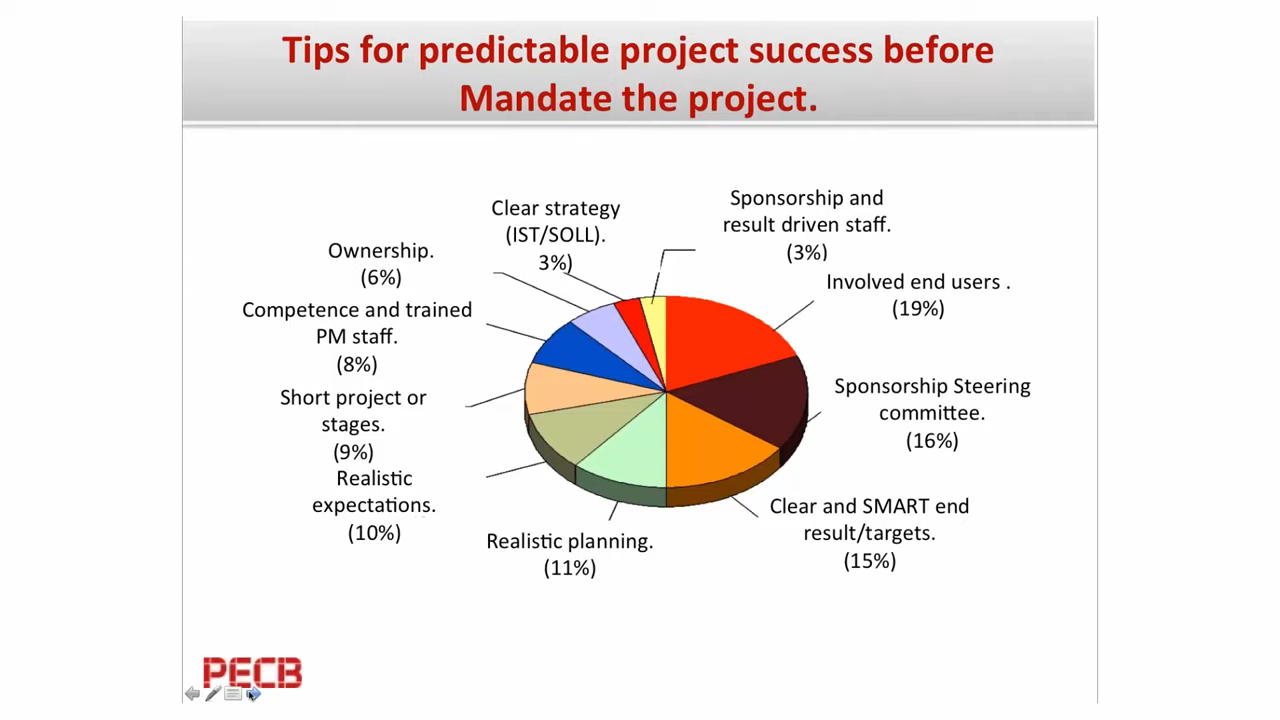 Tips for predictable project success before
Mandate the project.
Clear strategy
(IST/SOLL).
3%)
Sponsorship and
result driven staff.
(3%)
Ownership.
(6%)
Involved end users .
(19%)
Competence and trained
PM staff.
(8%)
Sponsorship Steering
committee.
(16%)
Short project or
stages.
(9%)
Realistic
expectations.
(10%)
Clear and SMART end
result/targets.
(15%)
Realistic planning.
(11%)
PECB